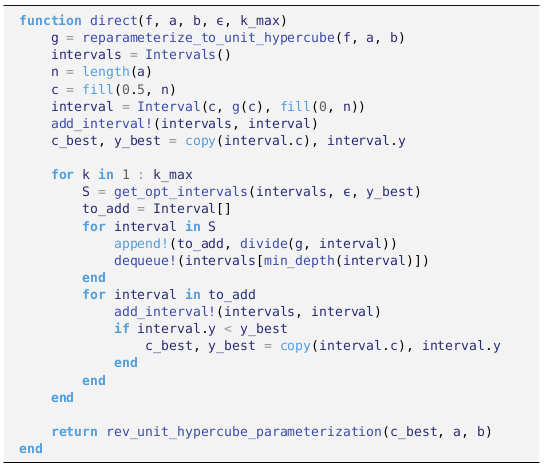 function direct(f, a, b, ϵ, k_max)
    g = reparameterize_to_unit_hypercube(f, a, b)
    intervals = Intervals()
    n = length(a)
    c = fill(0.5, n)
    interval = Interval(c, g(c), fill(0, n))
    add_interval!(intervals, interval)
    c_best, y_best = copy(interval.c), interval.y

    for k in 1 : k_max
        S = get_opt_intervals(intervals, ϵ, y_best)
        to_add = Interval[]
        for interval in S
            append!(to_add, divide(g, interval))
            dequeue!(intervals[min_depth(interval)])
        end
        for interval in to_add
            add_interval!(intervals, interval)
            if interval.y < y_best
                c_best, y_best = copy(interval.c), interval.y
            end
        end
    end

    return rev_unit_hypercube_parameterization(c_best, a, b)
end